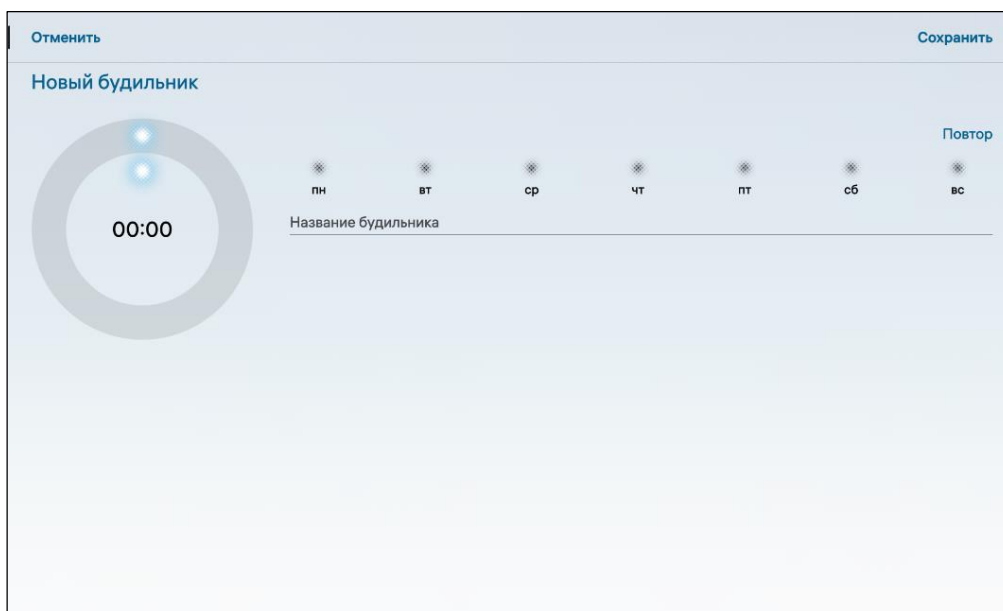 Отменить Сохранить
Новый будильник
Повтор
пн вт ср чт пт сб вс
00:00
Название будильника